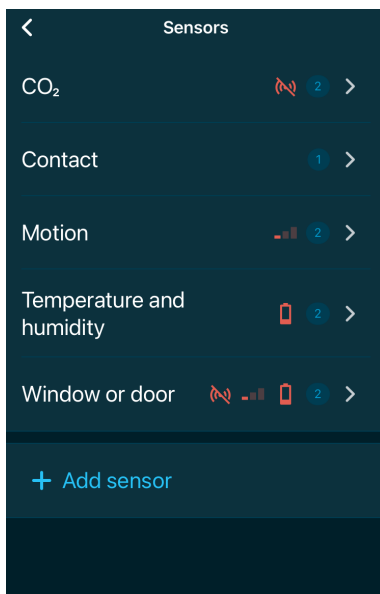 Sensors
CO₂
2
Contact
1
Motion
2
Temperature and
humidity
2
Window or door
2
+ Add sensor